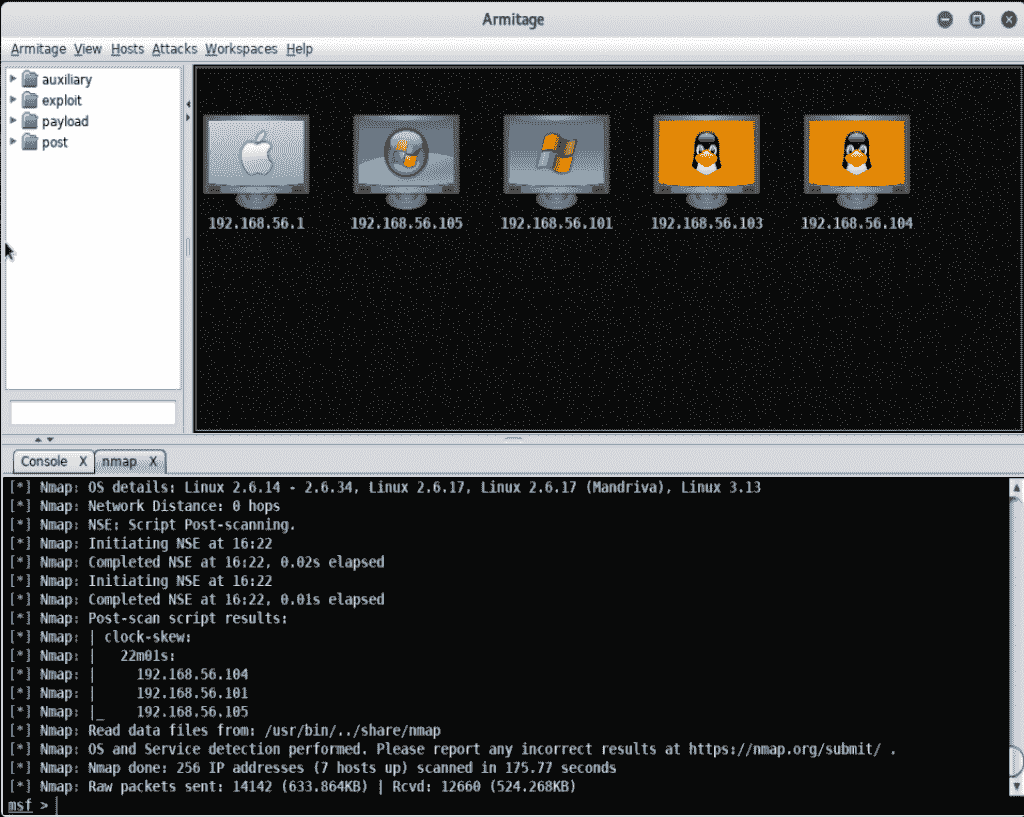 Armitage
Armitage View Hosts Attacks Workspaces Help
auxiliary
exploit
payload
post
192.168.56.1
192.168.56.105
192.168.56.101
192.168.56.103
192.168.56.104
Console X nmap X
[*] Nmap: OS details: Linux 2.6.14 - 2.6.34, Linux 2.6.17, Linux 2.6.17 (Mandriva), Linux 3.13
[*] Nmap: Network Distance: 0 hops
[*] Nmap: NSE: Script Post-scanning.
[*] Nmap: Initiating NSE at 16:22
[*] Nmap: Completed NSE at 16:22, 0.02s elapsed
[*] Nmap: Initiating NSE at 16:22
[*] Nmap: Completed NSE at 16:22, 0.01s elapsed
[*] Nmap: Post-scan script results:
[*] Nmap: | clock-skew:
[*] Nmap: |   22m01s:
[*] Nmap: |     192.168.56.104
[*] Nmap: |     192.168.56.101
[*] Nmap: |_    192.168.56.105
[*] Nmap: Read data files from: /usr/bin/../share/nmap
[*] Nmap: OS and Service detection performed. Please report any incorrect results at https://nmap.org/submit/ .
[*] Nmap: Nmap done: 256 IP addresses (7 hosts up) scanned in 175.77 seconds
[*] Nmap: Raw packets sent: 14142 (633.864KB) | Rcvd: 12660 (524.268KB)
msf >